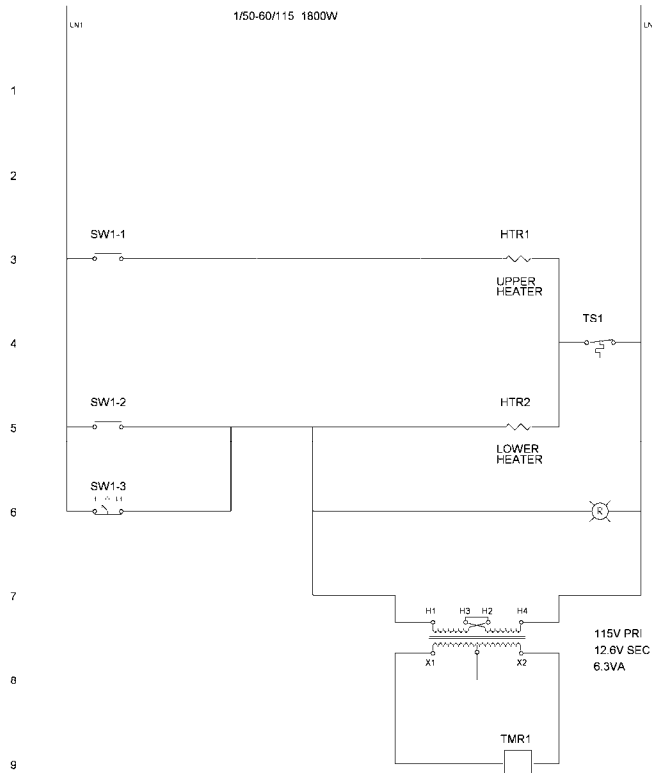 1/50-60/115 1800W
LN1
LN
1
2
SW1-1
HTR1
3
UPPER
HEATER
TS1
4
SW1-2
HTR2
5
LOWER
HEATER
SW1-3
6
R
7
H1 H3 H2 H4
115V PRI
12.6V SEC
6.3VA
X1 X2
8
TMR1
9